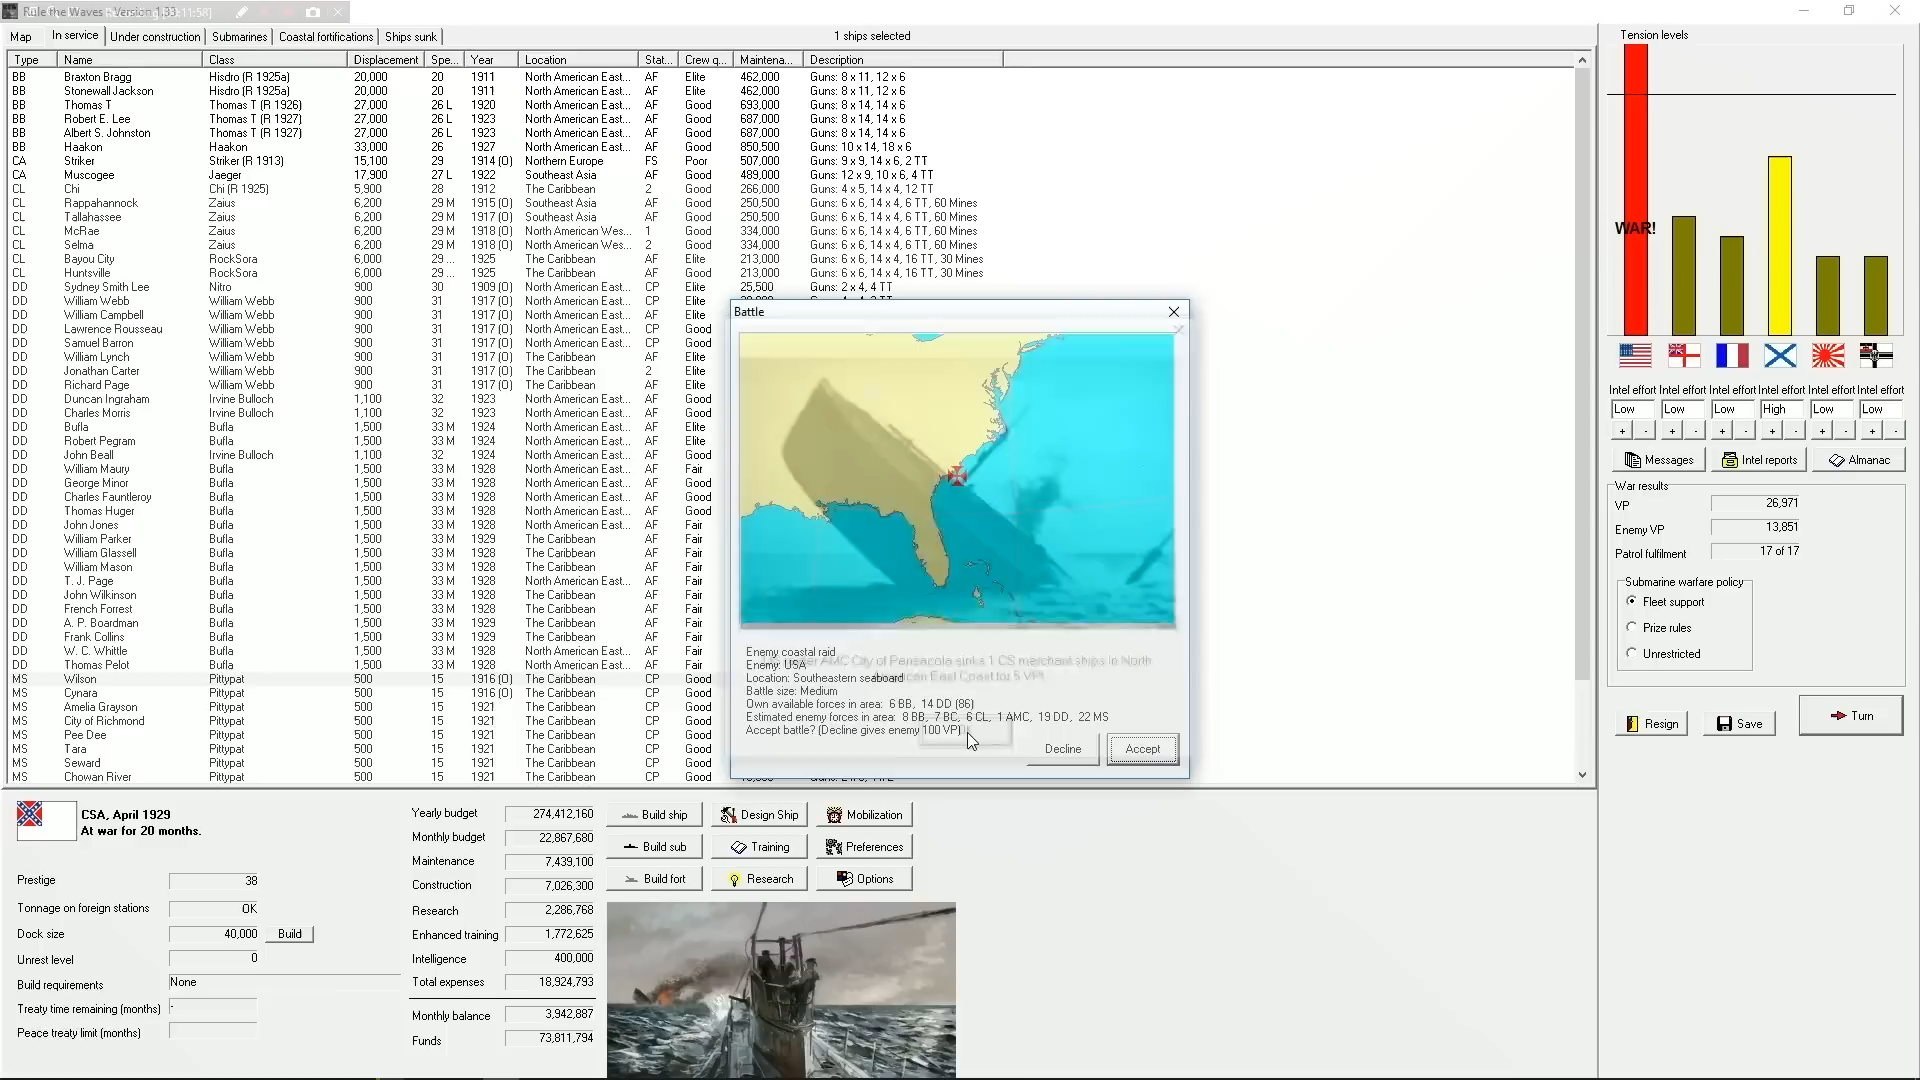 Rule the Waves - Version 1.33
Map In service Under construction Submarines Coastal fortifications Ships sunk 1 ships selected
Type Name Class Displacement Spe... Year Location Stat... Crew q... Maintena... Description
BB Braxton Bragg Hisdro (R 1925a) 20,000 20 1911 North American East... AF Elite 462,000 Guns: 8 x 11, 12 x 6
BB Stonewall Jackson Hisdro (R 1925a) 20,000 20 1911 North American East... AF Elite 462,000 Guns: 8 x 11, 12 x 6
BB Thomas T Thomas T (R 1926) 27,000 26 L 1920 North American East... AF Good 693,000 Guns: 8 x 14, 14 x 6
BB Robert E. Lee Thomas T (R 1927) 27,000 26 L 1923 North American East... AF Good 687,000 Guns: 8 x 14, 14 x 6
BB Albert S. Johnston Thomas T (R 1927) 27,000 26 L 1923 North American East... AF Good 687,000 Guns: 8 x 14, 14 x 6
BB Haakon Haakon 33,000 26 1927 North American East... AF Good 850,500 Guns: 10 x 14, 18 x 6
CA Striker Striker (R 1913) 15,100 29 1914 (O) Northern Europe FS Poor 507,000 Guns: 9 x 9, 14 x 6, 2 TT
CA Muscogee Jaeger 17,900 27 L 1922 Southeast Asia AF Good 489,000 Guns: 12 x 9, 10 x 6, 4 TT
CL Chi Chi (R 1925) 5,900 28 1912 The Caribbean 2 Good 266,000 Guns: 4 x 5, 14 x 4, 12 TT
CL Rappahannock Zaius 6,200 29 M 1915 (O) Southeast Asia AF Good 250,500 Guns: 6 x 6, 14 x 4, 6 TT, 60 Mines
CL Tallahassee Zaius 6,200 29 M 1917 (O) Southeast Asia AF Good 250,500 Guns: 6 x 6, 14 x 4, 6 TT, 60 Mines
CL McRae Zaius 6,200 29 M 1918 (O) North American Wes... 1 Good 334,000 Guns: 6 x 6, 14 x 4, 6 TT, 60 Mines
CL Selma Zaius 6,200 29 M 1918 (O) North American Wes... 2 Good 334,000 Guns: 6 x 6, 14 x 4, 6 TT, 60 Mines
CL Bayou City RockSora 6,000 29 ... 1925 The Caribbean AF Elite 213,000 Guns: 6 x 6, 14 x 4, 16 TT, 30 Mines
CL Huntsville RockSora 6,000 29 ... 1925 The Caribbean AF Good 213,000 Guns: 6 x 6, 14 x 4, 16 TT, 30 Mines
DD Sydney Smith Lee Nitro 900 30 1909 (O) North American East... CP Elite 25,500 Guns: 2 x 4, 4 TT
DD William Webb William Webb 900 31 1917 (O) North American East... CP Elite
DD William Campbell William Webb 900 31 1917 (O) North American East... AF Elite
DD Lawrence Rousseau William Webb 900 31 1917 (O) North American East... CP Good
DD Samuel Barron William Webb 900 31 1917 (O) North American East... CP Good
DD William Lynch William Webb 900 31 1917 (O) The Caribbean AF Elite
DD Jonathan Carter William Webb 900 31 1917 (O) The Caribbean 2 Elite
DD Richard Page William Webb 900 31 1917 (O) The Caribbean AF Elite
DD Duncan Ingraham Irvine Bulloch 1,100 32 1923 North American East... AF Good
DD Charles Morris Irvine Bulloch 1,100 32 1923 North American East... AF Good
DD Bufla Bufla 1,500 33 M 1924 North American East... AF Elite
DD Robert Pegram Bufla 1,500 33 M 1924 North American East... AF Elite
DD John Beall Irvine Bulloch 1,100 32 1924 North American East... AF Good
DD William Maury Bufla 1,500 33 M 1928 North American East... AF Fair
DD George Minor Bufla 1,500 33 M 1928 North American East... AF Good
DD Charles Fauntleroy Bufla 1,500 33 M 1928 North American East... AF Good
DD Thomas Huger Bufla 1,500 33 M 1928 North American East... AF Good
DD John Jones Bufla 1,500 33 M 1928 North American East... AF Fair
DD William Parker Bufla 1,500 33 M 1929 The Caribbean AF Fair
DD William Glassell Bufla 1,500 33 M 1928 The Caribbean AF Fair
DD William Mason Bufla 1,500 33 M 1928 The Caribbean AF Fair
DD T. J. Page Bufla 1,500 33 M 1928 North American East... AF Fair
DD John Wilkinson Bufla 1,500 33 M 1928 The Caribbean AF Fair
DD French Forrest Bufla 1,500 33 M 1929 The Caribbean AF Fair
DD A. P. Boardman Bufla 1,500 33 M 1929 The Caribbean AF Fair
DD Frank Collins Bufla 1,500 33 M 1929 The Caribbean AF Fair
DD W. C. Whittle Bufla 1,500 33 M 1928 North American East... AF Fair
DD Thomas Pelot Bufla 1,500 33 M 1928 North American East... AF Fair
MS Wilson Pittypat 500 15 1916 (O) The Caribbean CP Good
MS Cynara Pittypat 500 15 1916 (O) The Caribbean CP Good
MS Amelia Grayson Pittypat 500 15 1921 The Caribbean CP Good
MS City of Richmond Pittypat 500 15 1921 The Caribbean CP Good
MS Pee Dee Pittypat 500 15 1921 The Caribbean CP Good
MS Tara Pittypat 500 15 1921 The Caribbean CP Good
MS Seward Pittypat 500 15 1921 The Caribbean CP Good
MS Chowan River Pittypat 500 15 1921 The Caribbean CP Good
Battle
Enemy coastal raid
Enemy: USA
Location: Southeastern seaboard
Battle size: Medium
Own available forces in area: 6 BB, 14 DD (86)
Estimated enemy forces in area: 8 BB, 7 BC, 6 CL, 1 AMC, 19 DD, 22 MS
Accept battle? (Decline gives enemy 100 VP)
AMC City of Pensacola sinks 1 CS merchant ships in North
American East Coast for 5 VP!
Decline Accept
Tension levels
WAR!
Intel effort Intel effort Intel effort Intel effort Intel effort Intel effort
Low Low Low High Low Low
+ - + - + - + - + - + -
Messages Intel reports Almanac
War results
VP 26,971
Enemy VP 13,851
Patrol fulfilment 17 of 17
Submarine warfare policy
Fleet support
Prize rules
Unrestricted
Resign Save Turn
CSA, April 1929
At war for 20 months.
Prestige 38
Tonnage on foreign stations OK
Dock size 40,000 Build
Unrest level 0
Build requirements None
Treaty time remaining (months) -
Peace treaty limit (months)
Yearly budget 274,412,160
Monthly budget 22,867,680
Maintenance 7,439,100
Construction 7,026,300
Research 2,286,768
Enhanced training 1,772,625
Intelligence 400,000
Total expenses 18,924,793
Monthly balance 3,942,887
Funds 73,811,794
Build ship Design Ship Mobilization
Build sub Training Preferences
Build fort Research Options